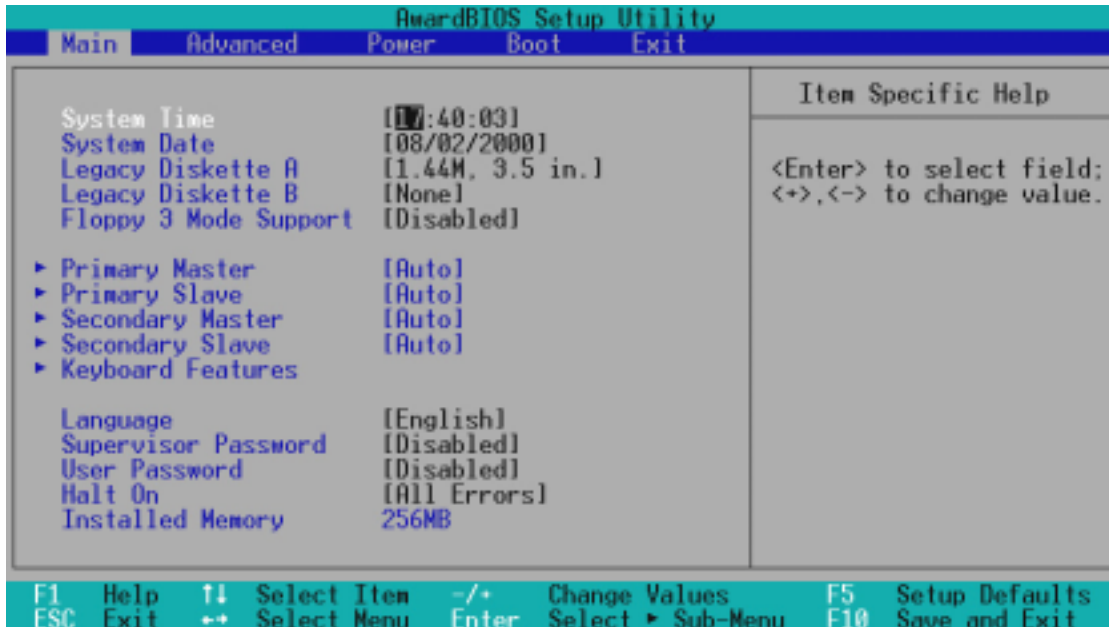 AwardBIOS Setup Utility
Main Advanced Power Boot Exit
Item Specific Help
System Time [17:40:03]
System Date [08/02/2000]
Legacy Diskette A [1.44M, 3.5 in.]
Legacy Diskette B [None]
Floppy 3 Mode Support [Disabled]
► Primary Master [Auto]
► Primary Slave [Auto]
► Secondary Master [Auto]
► Secondary Slave [Auto]
► Keyboard Features
Language [English]
Supervisor Password [Disabled]
User Password [Disabled]
Halt On [All Errors]
Installed Memory 256MB
<Enter> to select field;
<+>,<-> to change value.
F1 Help ↑↓ Select Item -/+ Change Values F5 Setup Defaults
ESC Exit ←→ Select Menu Enter Select ► Sub-Menu F10 Save and Exit